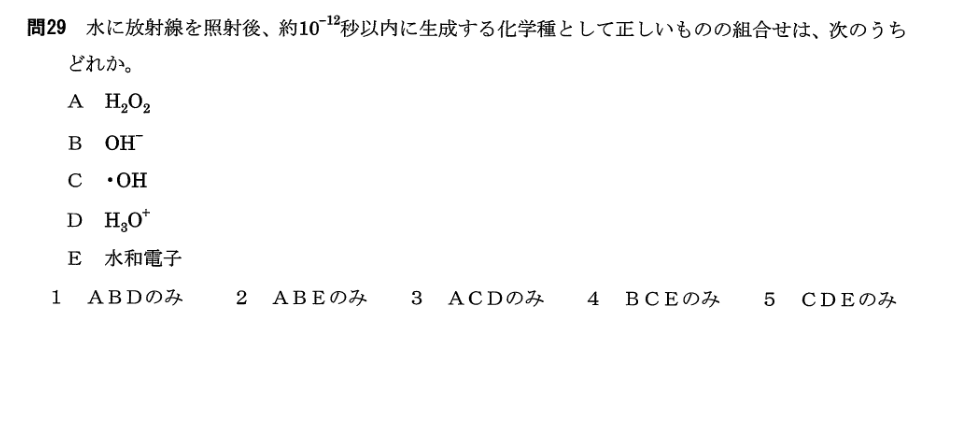 問29 水に放射線を照射後、約10⁻¹²秒以内に生成する化学種として正しいものの組合せは、次のうち
どれか。
A H₂O₂
B OH⁻
C ・OH
D H₃O⁺
E 水和電子
1 ABDのみ 2 ABEのみ 3 ACDのみ 4 BCEのみ 5 CDEのみ